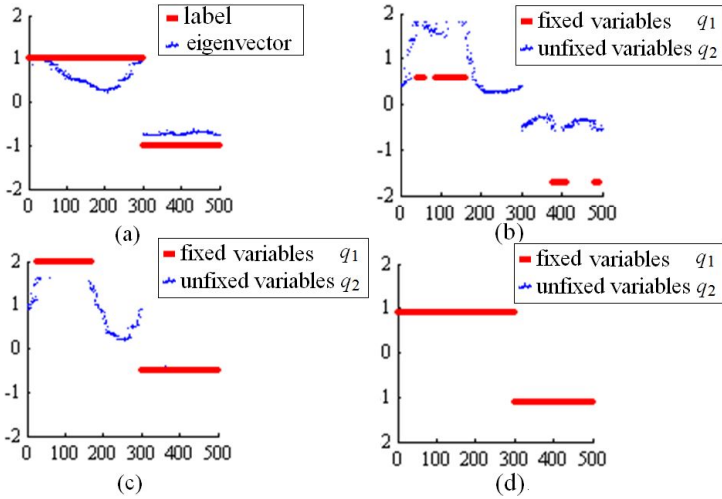 label
eigenvector
2
1
0
-1
-2
0 100 200 300 400 500
(a)
fixed variables q1
unfixed variables q2
2
1
0
-1
-2
0 100 200 300 400 500
(b)
fixed variables q1
unfixed variables q2
2
1
0
-1
-2
0 100 200 300 400 500
(c)
fixed variables q1
unfixed variables q2
2
1
0
1
2
0 100 200 300 400 500
(d).